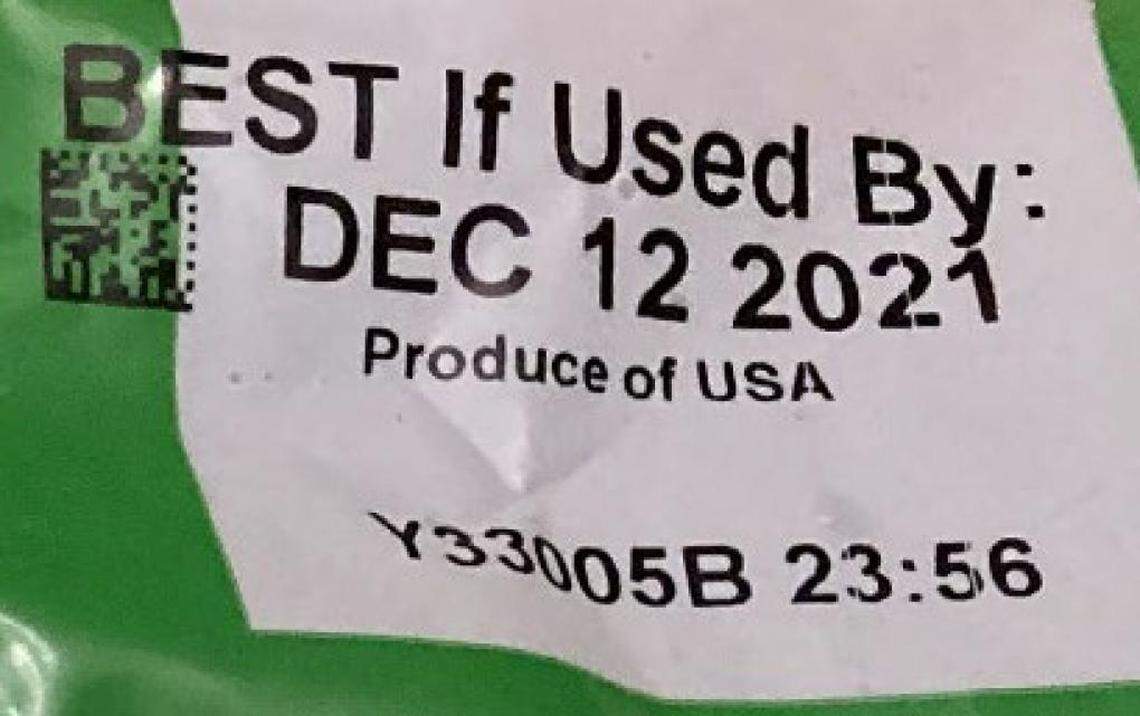 BEST If Used By:
DEC 12 2021
Produce of USA
Y33005B 23:56